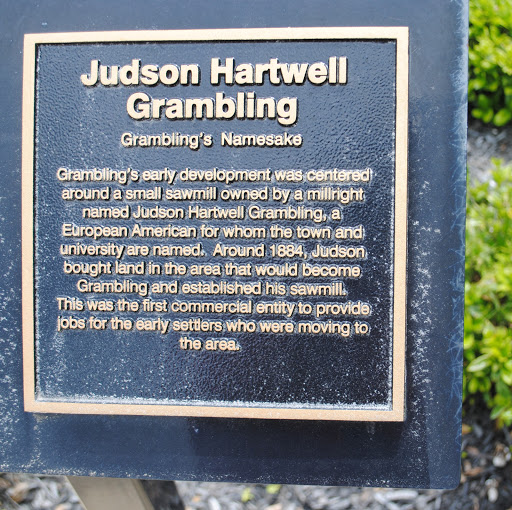 Judson Hartwell
Grambling
Grambling's Namesake
Grambling's early development was centered
around a small sawmill owned by a millright
named Judson Hartwell Grambling, a
European American for whom the town and
university are named. Around 1884, Judson
bought land in the area that would become
Grambling and established his sawmill.
This was the first commercial entity to provide
jobs for the early settlers who were moving to
the area.